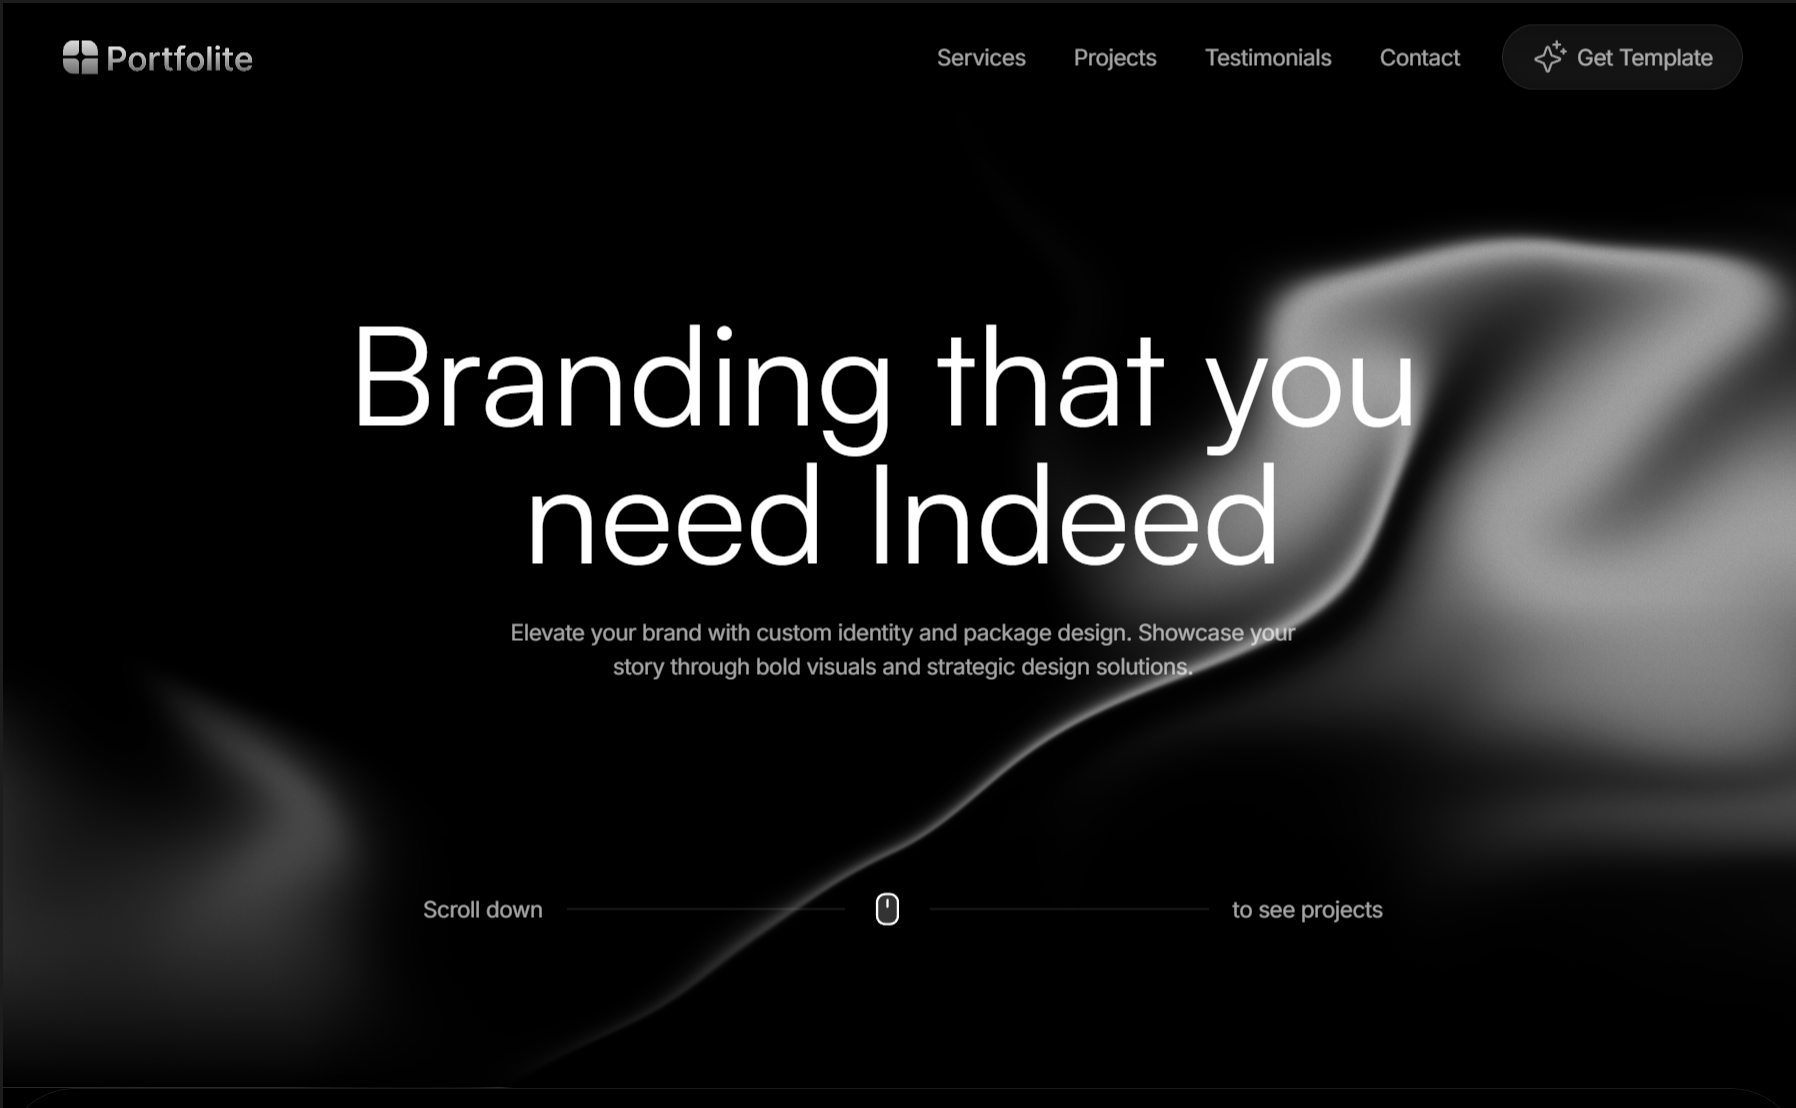 Portfolite
Services
Projects
Testimonials
Contact
Get Template
Branding that you
need Indeed
Elevate your brand with custom identity and package design. Showcase your
story through bold visuals and strategic design solutions.
Scroll down
to see projects